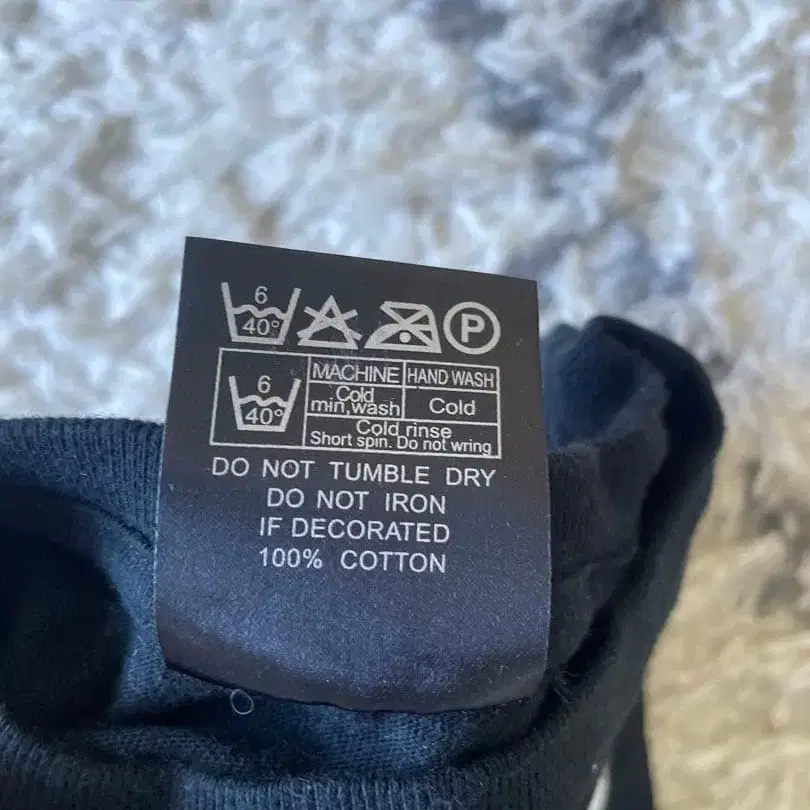 6
40° P
MACHINE HAND WASH
6
40°
Cold
min,wash Cold
Cold rinse
Short spin. Do not wring
DO NOT TUMBLE DRY
DO NOT IRON
IF DECORATED
100% COTTON